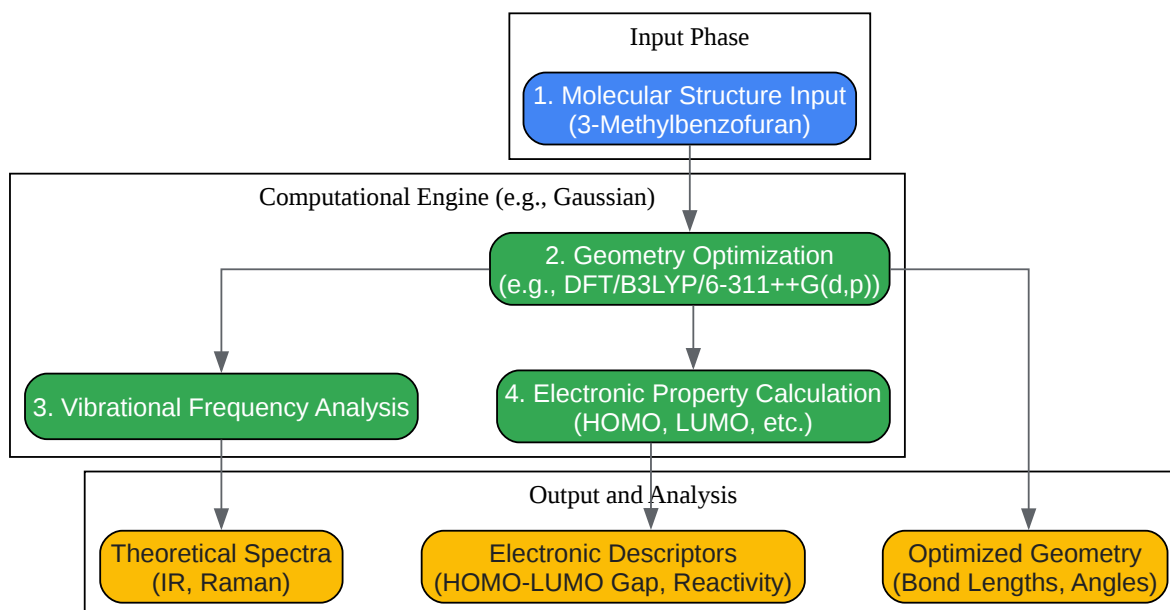 Input Phase
1. Molecular Structure Input
(3-Methylbenzofuran)
Computational Engine (e.g., Gaussian)
2. Geometry Optimization
(e.g., DFT/B3LYP/6-311++G(d,p))
3. Vibrational Frequency Analysis
4. Electronic Property Calculation
(HOMO, LUMO, etc.)
Output and Analysis
Theoretical Spectra
(IR, Raman)
Electronic Descriptors
(HOMO-LUMO Gap, Reactivity)
Optimized Geometry
(Bond Lengths, Angles)